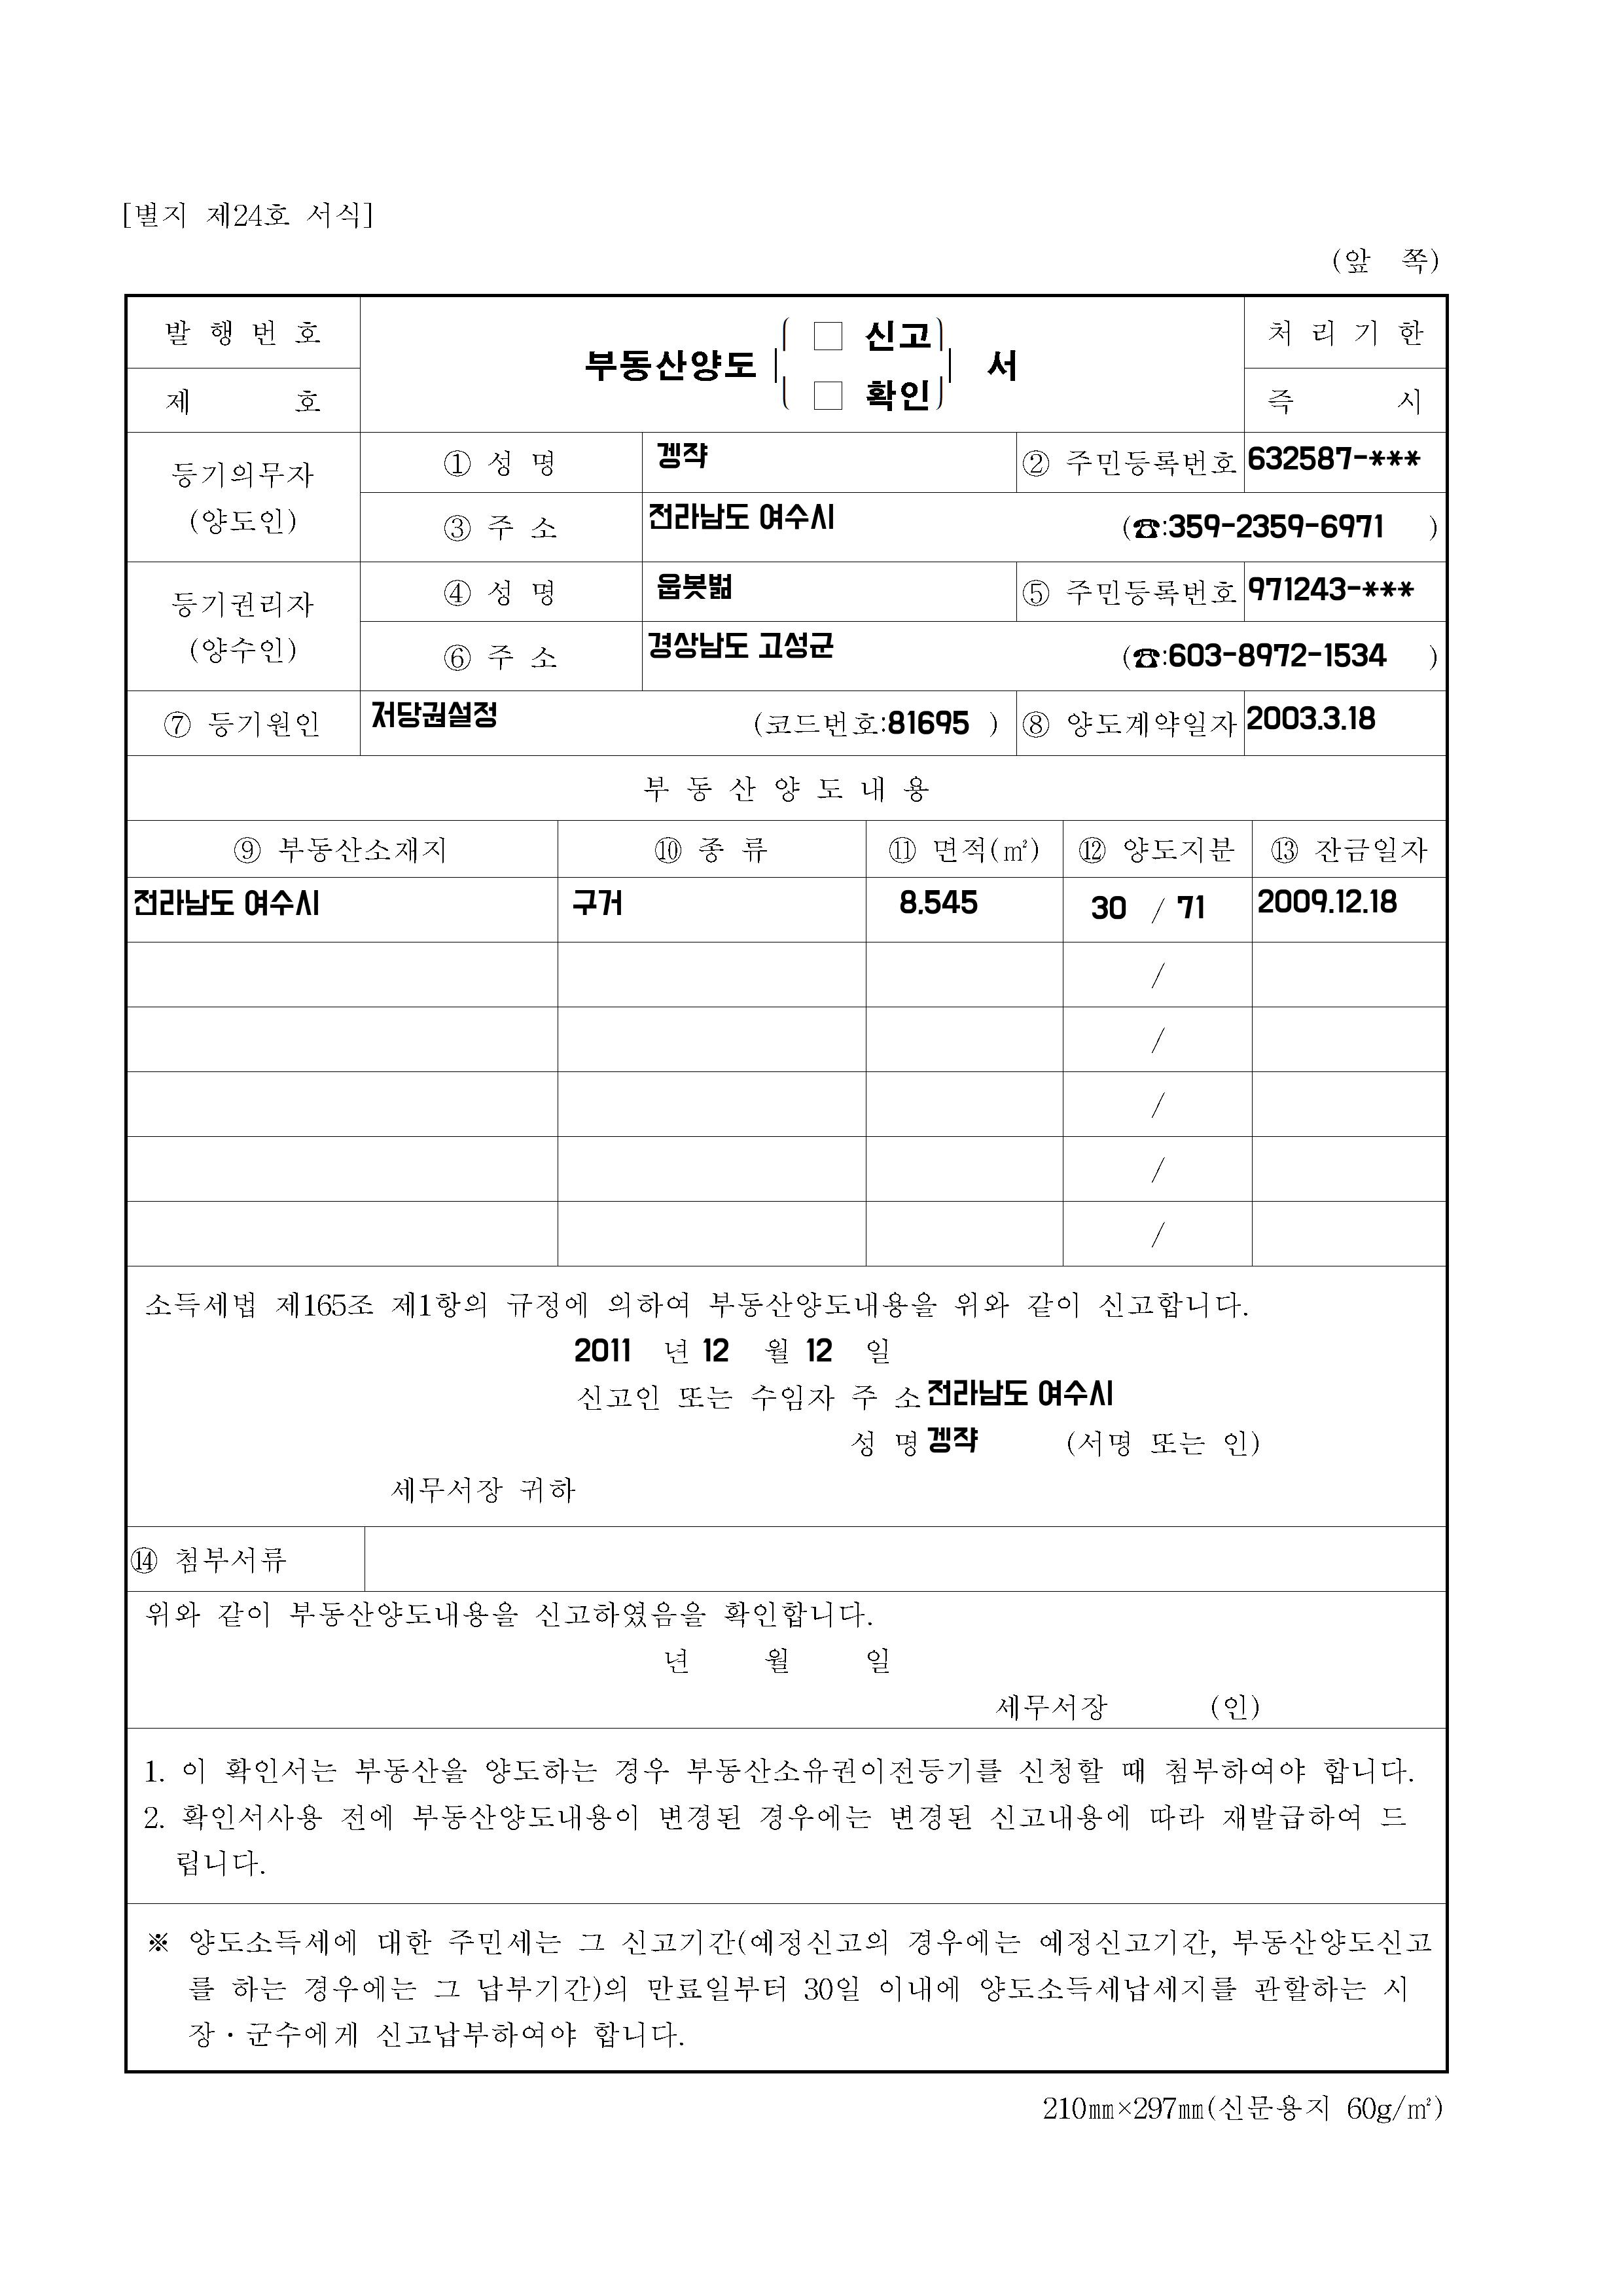 [별지 제24호 서식]
(앞 쪽)
발 행 번 호
제 호
부동산양도 □ 신고 □ 확인 서
처 리 기 한
즉 시
등기의무자
(양도인)
① 성 명 겡쟉 ② 주민등록번호 632587-***
③ 주 소 전라남도 여수시 (☎:359-2359-6971 )
등기권리자
(양수인)
④ 성 명 웁봇벎 ⑤ 주민등록번호 971243-***
⑥ 주 소 경상남도 고성군 (☎:603-8972-1534 )
⑦ 등기원인 저당권설정 (코드번호:81695 ) ⑧ 양도계약일자 2003.3.18
부 동 산 양 도 내 용
⑨ 부동산소재지 ⑩ 종 류 ⑪ 면적(㎡) ⑫ 양도지분 ⑬ 잔금일자
전라남도 여수시 구거 8,545 30 / 71 2009.12.18
/
/
/
/
/
소득세법 제165조 제1항의 규정에 의하여 부동산양도내용을 위와 같이 신고합니다.
2011 년 12 월 12 일
신고인 또는 수임자 주 소 전라남도 여수시
성 명 겡쟉 (서명 또는 인)
세무서장 귀하
⑭ 첨부서류
위와 같이 부동산양도내용을 신고하였음을 확인합니다.
년 월 일
세무서장 (인)
1. 이 확인서는 부동산을 양도하는 경우 부동산소유권이전등기를 신청할 때 첨부하여야 합니다.
2. 확인서사용 전에 부동산양도내용이 변경된 경우에는 변경된 신고내용에 따라 재발급하여 드
립니다.
※ 양도소득세에 대한 주민세는 그 신고기간(예정신고의 경우에는 예정신고기간, 부동산양도신고
를 하는 경우에는 그 납부기간)의 만료일부터 30일 이내에 양도소득세납세지를 관할하는 시
장·군수에게 신고납부하여야 합니다.
210㎜×297㎜(신문용지 60g/㎡)